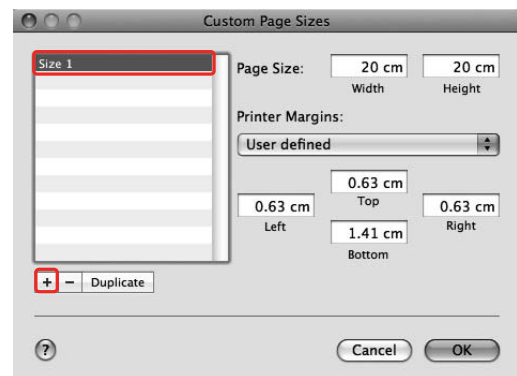 Custom Page Sizes
Size 1
Page Size:
20 cm
20 cm
Width
Height
Printer Margins:
User defined
0.63 cm
Top
0.63 cm
Left
0.63 cm
Right
1.41 cm
Bottom
+ − Duplicate
?
Cancel
OK